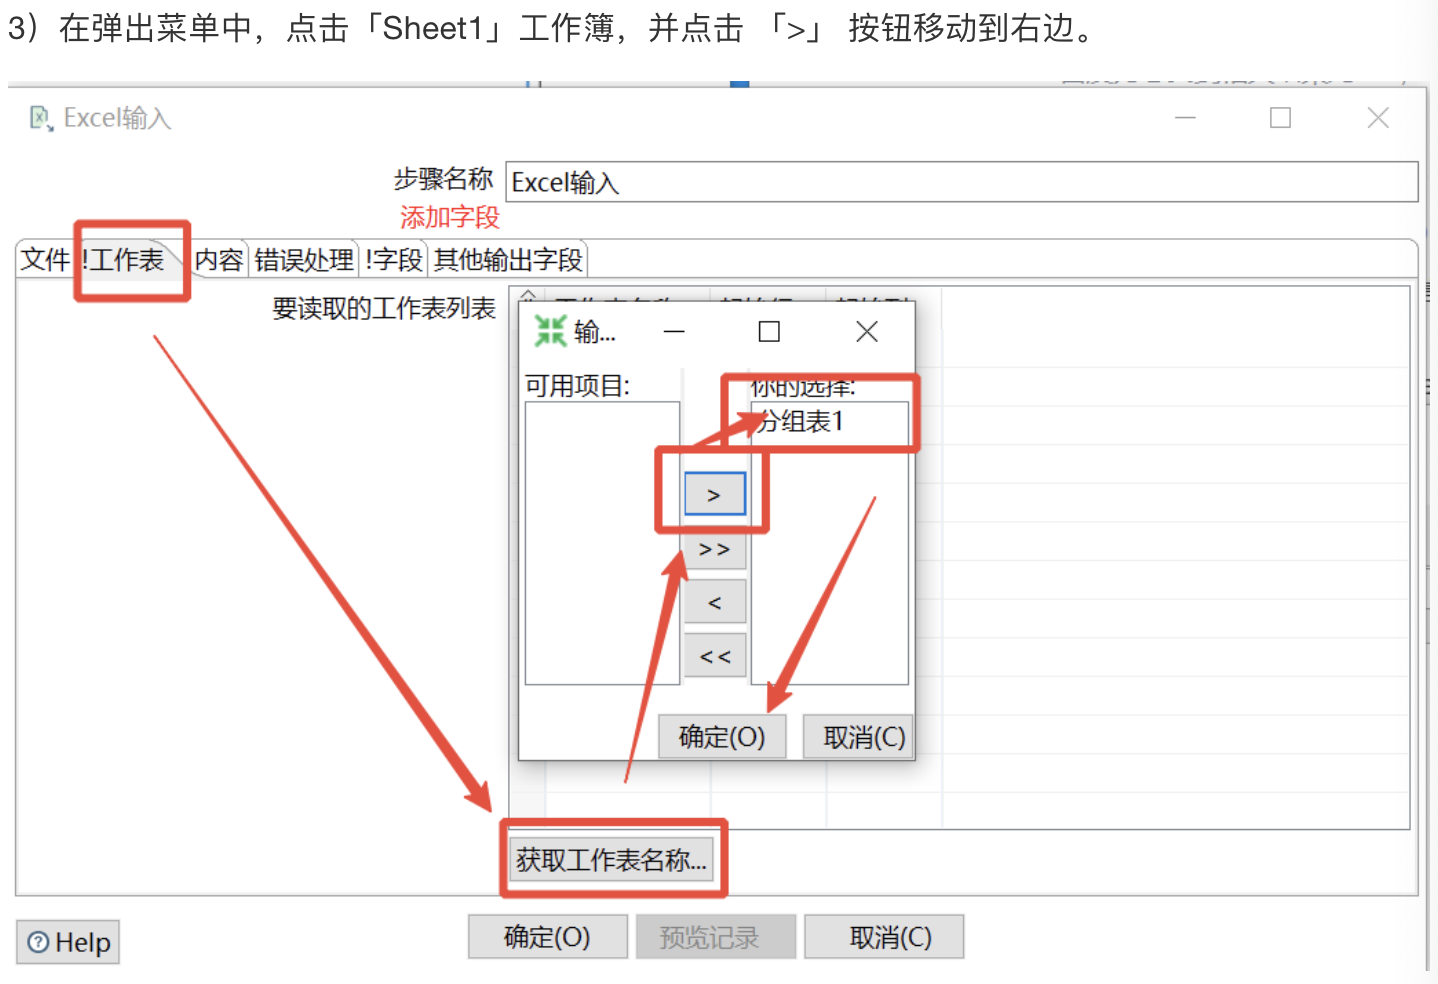 3）在弹出菜单中，点击「Sheet1」工作簿，并点击 「>」 按钮移动到右边。
Excel输入
步骤名称 Excel输入
添加字段
文件 !工作表 内容 错误处理 !字段 其他输出字段
要读取的工作表列表
输...
可用项目: 你的选择:
分组表1
>
>>
<
<<
确定(O) 取消(C)
获取工作表名称...
Help 确定(O) 预览记录 取消(C)